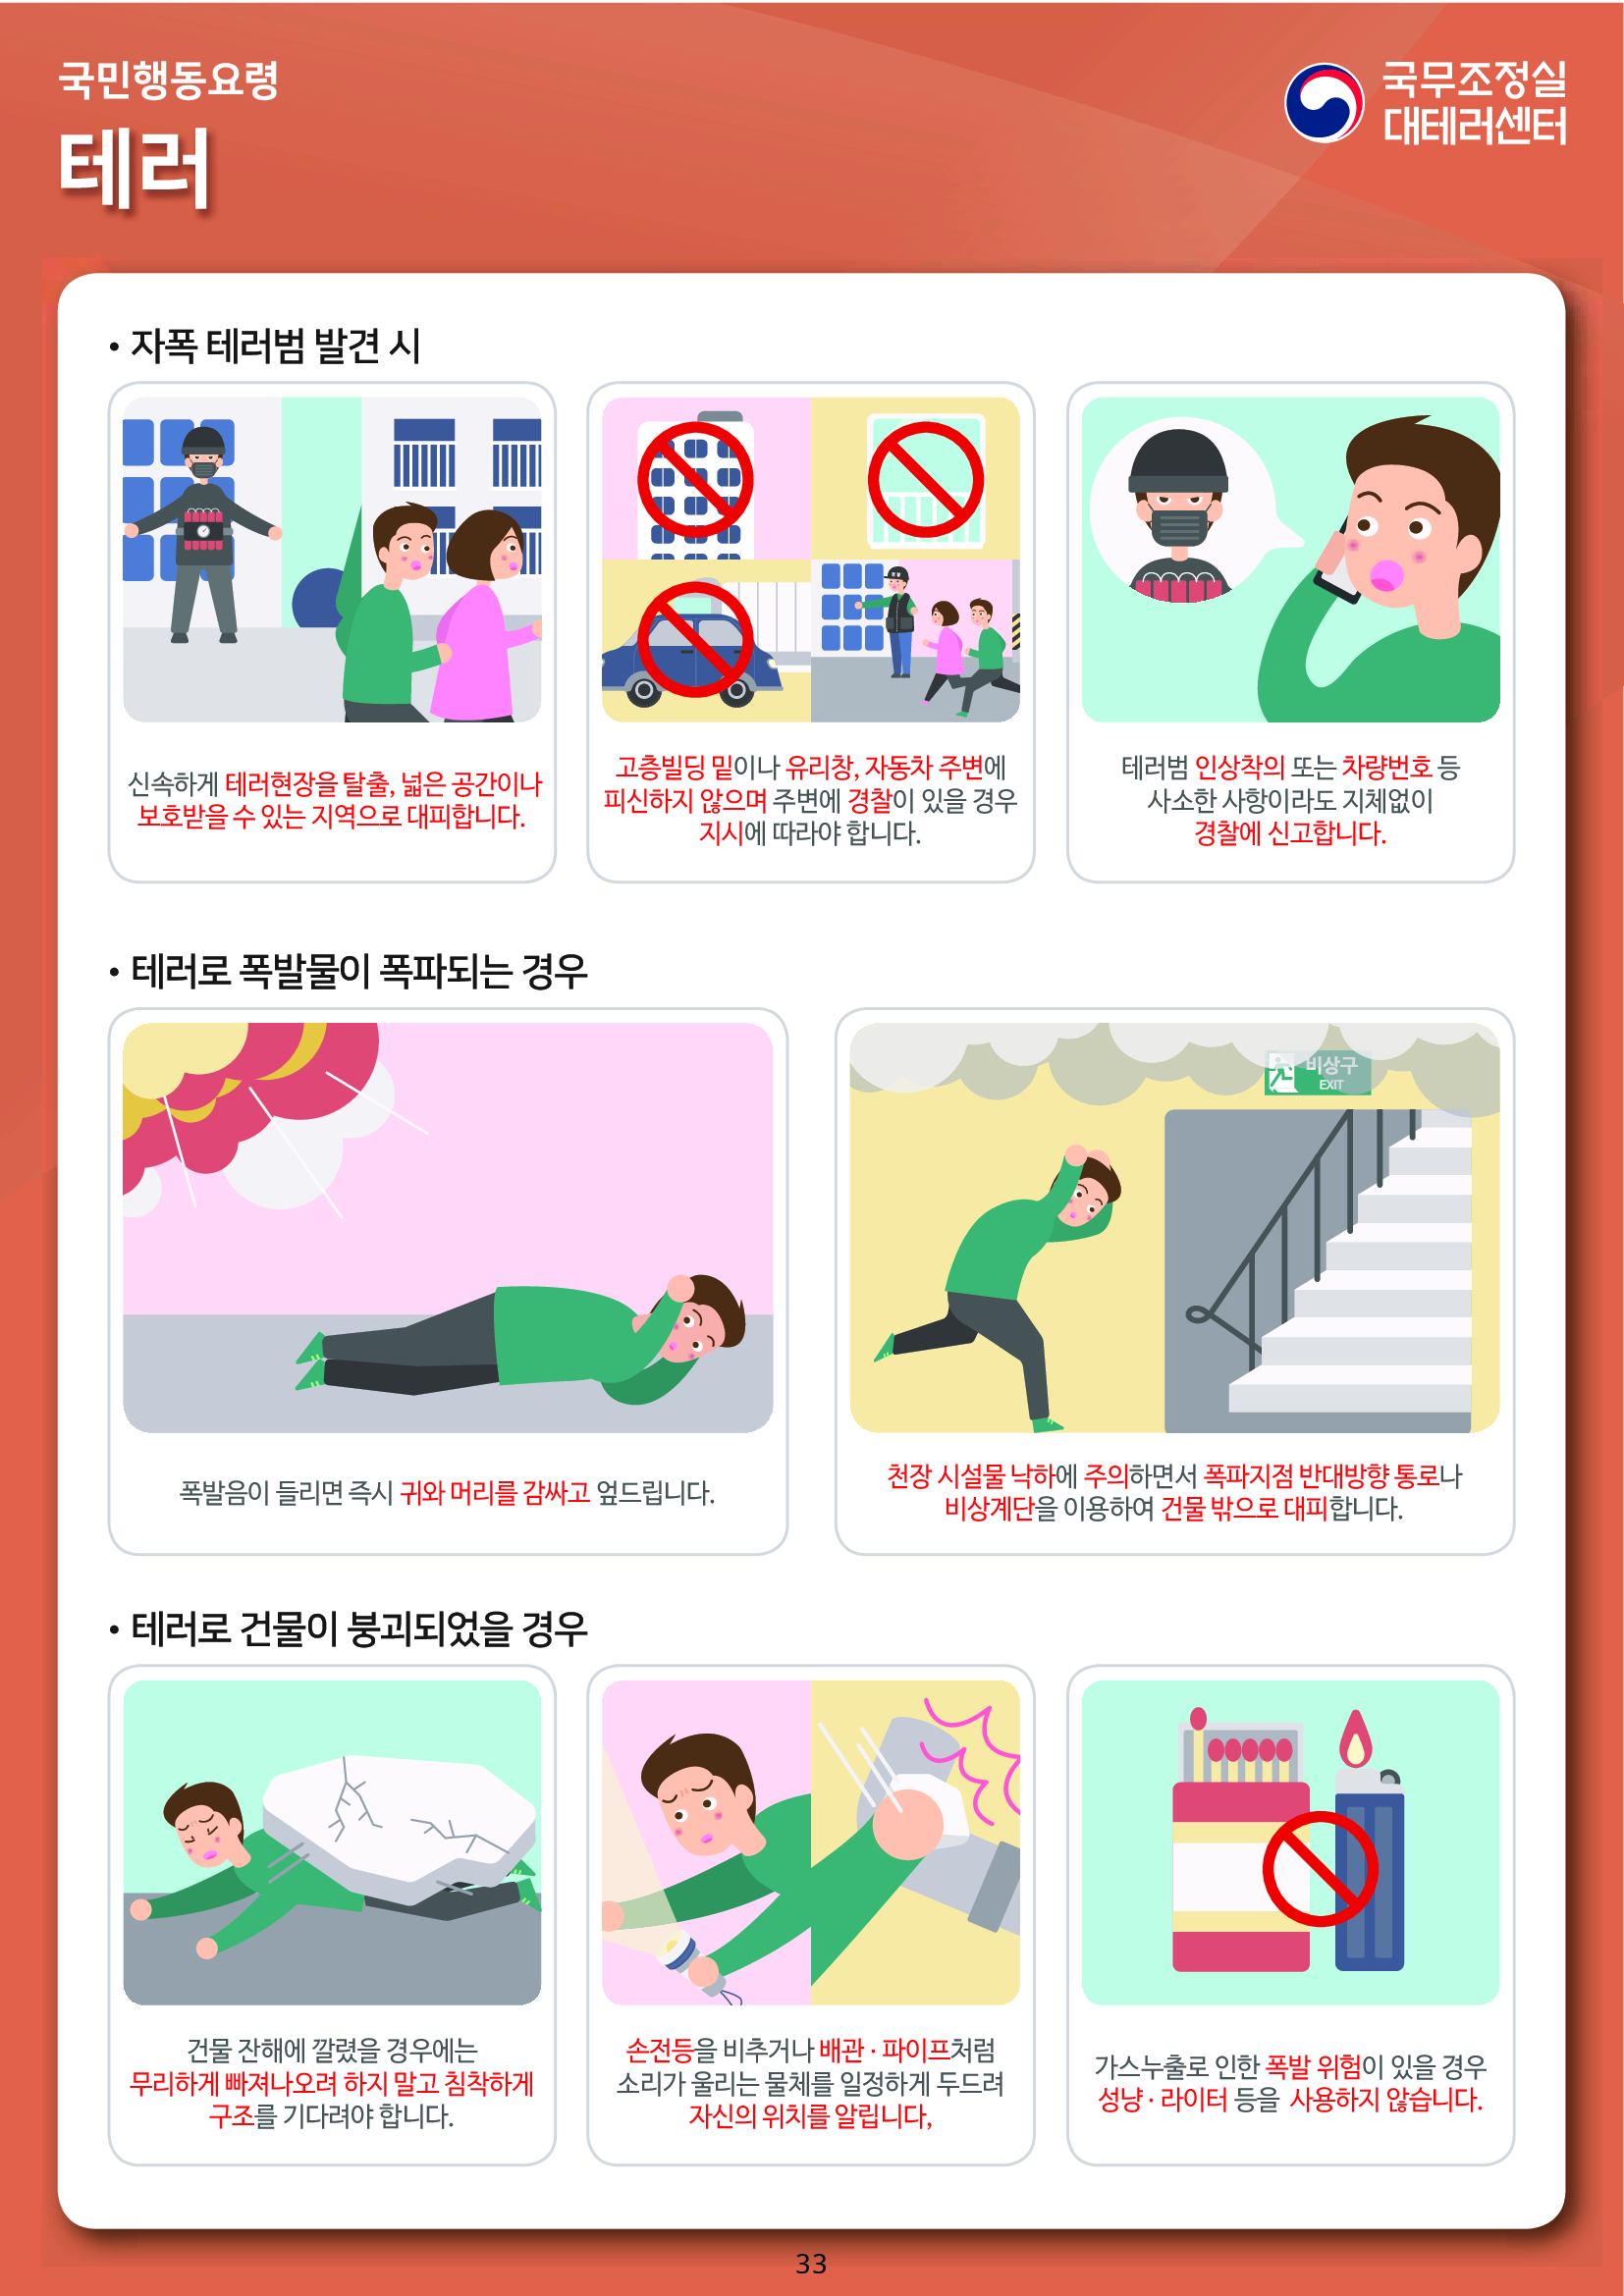 국민행동요령
테러
국무조정실
대테러센터
• 자폭 테러범 발견 시
신속하게 테러현장을 탈출, 넓은 공간이나
보호받을 수 있는 지역으로 대피합니다.
고층빌딩 밑이나 유리창, 자동차 주변에
피신하지 않으며 주변에 경찰이 있을 경우
지시에 따라야 합니다.
테러범 인상착의 또는 차량번호 등
사소한 사항이라도 지체없이
경찰에 신고합니다.
• 테러로 폭발물이 폭파되는 경우
비상구
EXIT
폭발음이 들리면 즉시 귀와 머리를 감싸고 엎드립니다.
천장 시설물 낙하에 주의하면서 폭파지점 반대방향 통로나
비상계단을 이용하여 건물 밖으로 대피합니다.
• 테러로 건물이 붕괴되었을 경우
건물 잔해에 깔렸을 경우에는
무리하게 빠져나오려 하지 말고 침착하게
구조를 기다려야 합니다.
손전등을 비추거나 배관 · 파이프처럼
소리가 울리는 물체를 일정하게 두드려
자신의 위치를 알립니다,
가스누출로 인한 폭발 위험이 있을 경우
성냥 · 라이터 등을 사용하지 않습니다.
33